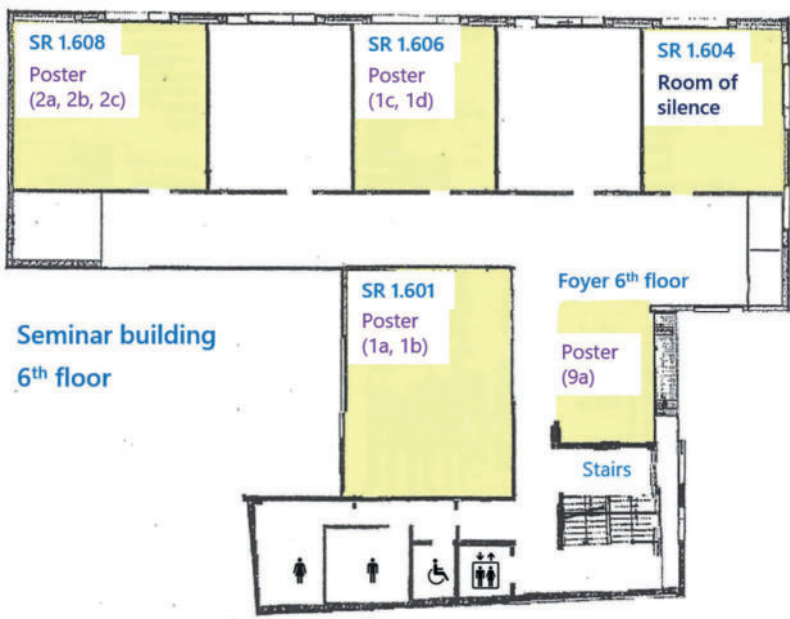 SR 1.608
Poster
(2a, 2b, 2c)
SR 1.606
Poster
(1c, 1d)
SR 1.604
Room of
silence
SR 1.601
Poster
(1a, 1b)
Foyer 6th floor
Poster
(9a)
Seminar building
6th floor
Stairs